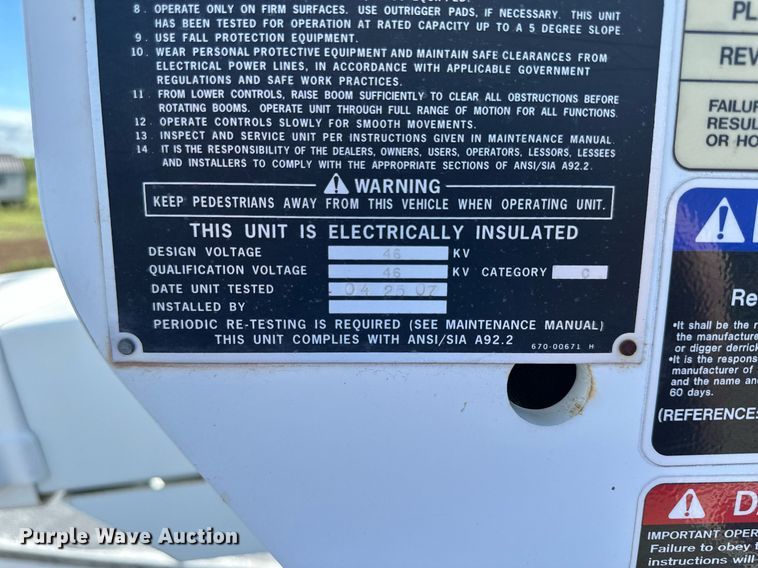 8. OPERATE ONLY ON FIRM SURFACES. USE OUTRIGGER PADS, IF NECESSARY. THIS UNIT
HAS BEEN TESTED FOR OPERATION AT RATED CAPACITY UP TO A 5 DEGREE SLOPE
9. USE FALL PROTECTION EQUIPMENT.
10. WEAR PERSONAL PROTECTIVE EQUIPMENT AND MAINTAIN SAFE CLEARANCES FROM
ELECTRICAL POWER LINES, IN ACCORDANCE WITH APPLICABLE GOVERNMENT
REGULATIONS AND SAFE WORK PRACTICES.
11. FROM LOWER CONTROLS, RAISE BOOM SUFFICIENTLY TO CLEAR ALL OBSTRUCTIONS BEFORE
ROTATING BOOMS. OPERATE UNIT THROUGH FULL RANGE OF MOTION FOR ALL FUNCTIONS.
12. OPERATE CONTROLS SLOWLY FOR SMOOTH MOVEMENTS.
13. INSPECT AND SERVICE UNIT PER INSTRUCTIONS GIVEN IN MAINTENANCE MANUAL.
14. IT IS THE RESPONSIBILITY OF THE DEALERS, OWNERS, USERS, OPERATORS, LESSORS, LESSEES
AND INSTALLERS TO COMPLY WITH THE APPROPRIATE SECTIONS OF ANSI/SIA A92.2.
WARNING
KEEP PEDESTRIANS AWAY FROM THIS VEHICLE WHEN OPERATING UNIT.
THIS UNIT IS ELECTRICALLY INSULATED
DESIGN VOLTAGE 46 KV
QUALIFICATION VOLTAGE 46 KV CATEGORY C
DATE UNIT TESTED 04 25 07
INSTALLED BY
PERIODIC RE-TESTING IS REQUIRED (SEE MAINTENANCE MANUAL)
THIS UNIT COMPLIES WITH ANSI/SIA A92.2
670-00671 H
PL
REV
FAILUR
RESUL
OR HO
Re
•It shall be the r
the manufacture
or digger derrick
•It is the respons
manufacturer of
and the name and
60 days.
(REFERENCE:
DA
IMPORTANT OPER
Failure to obey t
instructions will
Purple Wave Auction